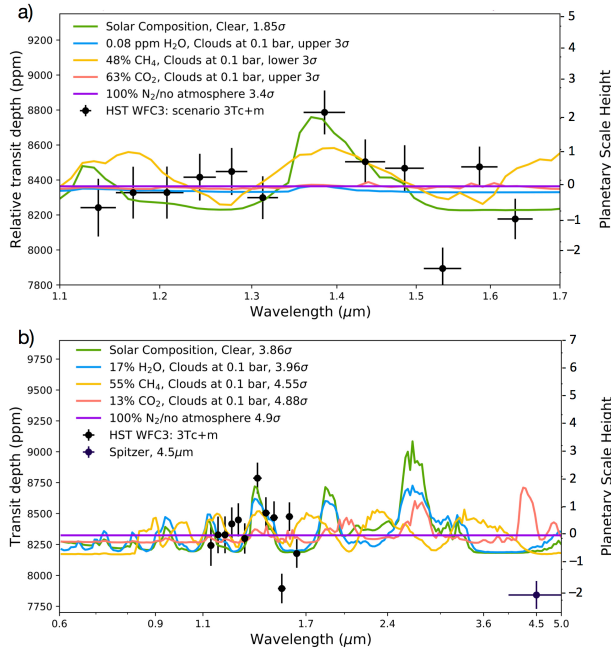 a)
Solar Composition, Clear, 1.85σ
0.08 ppm H₂O, Clouds at 0.1 bar, upper 3σ
48% CH₄, Clouds at 0.1 bar, lower 3σ
63% CO₂, Clouds at 0.1 bar, upper 3σ
100% N₂/no atmosphere 3.4σ
HST WFC3: scenario 3Tc+m
Relative transit depth (ppm)
9200
9000
8800
8600
8400
8200
8000
7800
Planetary Scale Height
5
4
3
2
1
0
−1
−2
1.1
1.2
1.3
1.4
1.5
1.6
1.7
Wavelength (μm)
b)
Solar Composition, Clear, 3.86σ
17% H₂O, Clouds at 0.1 bar, 3.96σ
55% CH₄, Clouds at 0.1 bar, 4.55σ
13% CO₂, Clouds at 0.1 bar, 4.88σ
100% N₂/no atmosphere 4.9σ
HST WFC3: 3Tc+m
Spitzer, 4.5μm
Transit depth (ppm)
9750
9500
9250
9000
8750
8500
8250
8000
7750
Planetary Scale Height
7
6
5
4
3
2
1
0
−1
−2
0.6
0.9
1.1
1.7
2.4
3.6
4.5
5.0
Wavelength (μm)